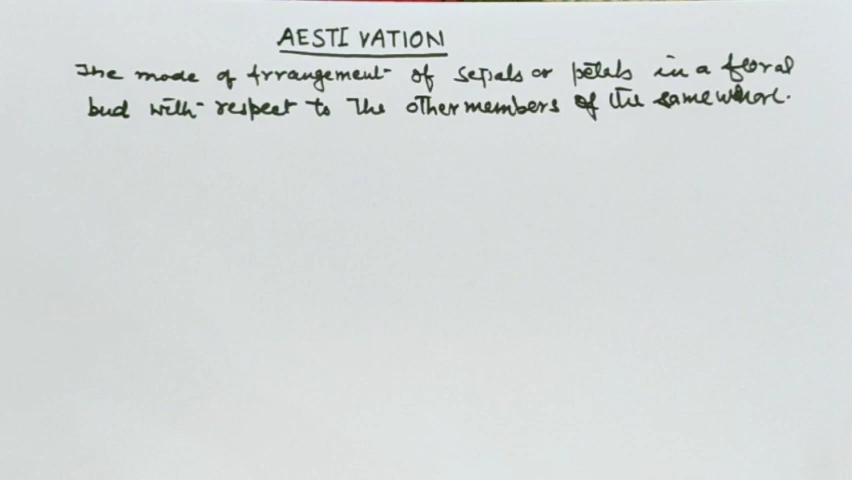 AESTIVATION
The mode of Arrangement of sepals or petals in a floral
bud with respect to the other members of the same whorl.